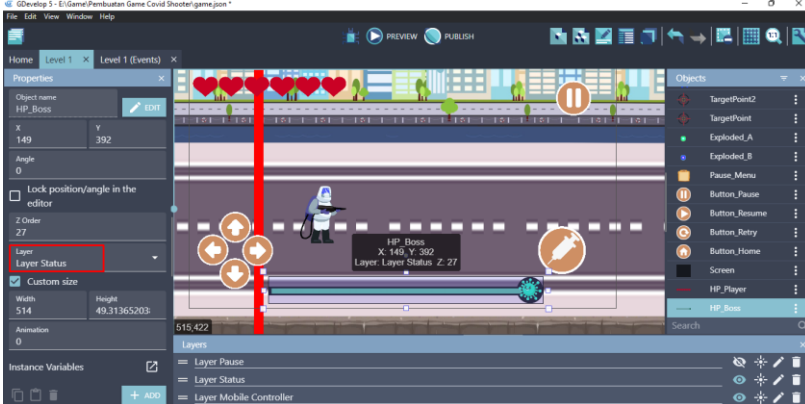 GDevelop 5 - E:\Game\Pembuatan Game Covid Shooter\game.json *
File Edit View Window Help
PREVIEW
PUBLISH
1:1
Home
Level 1 ×
Level 1 (Events) ×
Properties
Object name
HP_Boss
EDIT
X
149
Y
392
Angle
0
Lock position/angle in the
editor
Z Order
27
Layer
Layer Status
Custom size
Width
514
Height
49.31365203
Animation
0
Instance Variables
+ ADD
HP_Boss
X: 149, Y: 392
Layer: Layer Status Z: 27
515;422
Layers
Layer Pause
Layer Status
Layer Mobile Controller
Objects
TargetPoint2
TargetPoint
Exploded_A
Exploded_B
Pause_Menu
Button_Pause
Button_Resume
Button_Retry
Button_Home
Screen
HP_Player
HP_Boss
Search